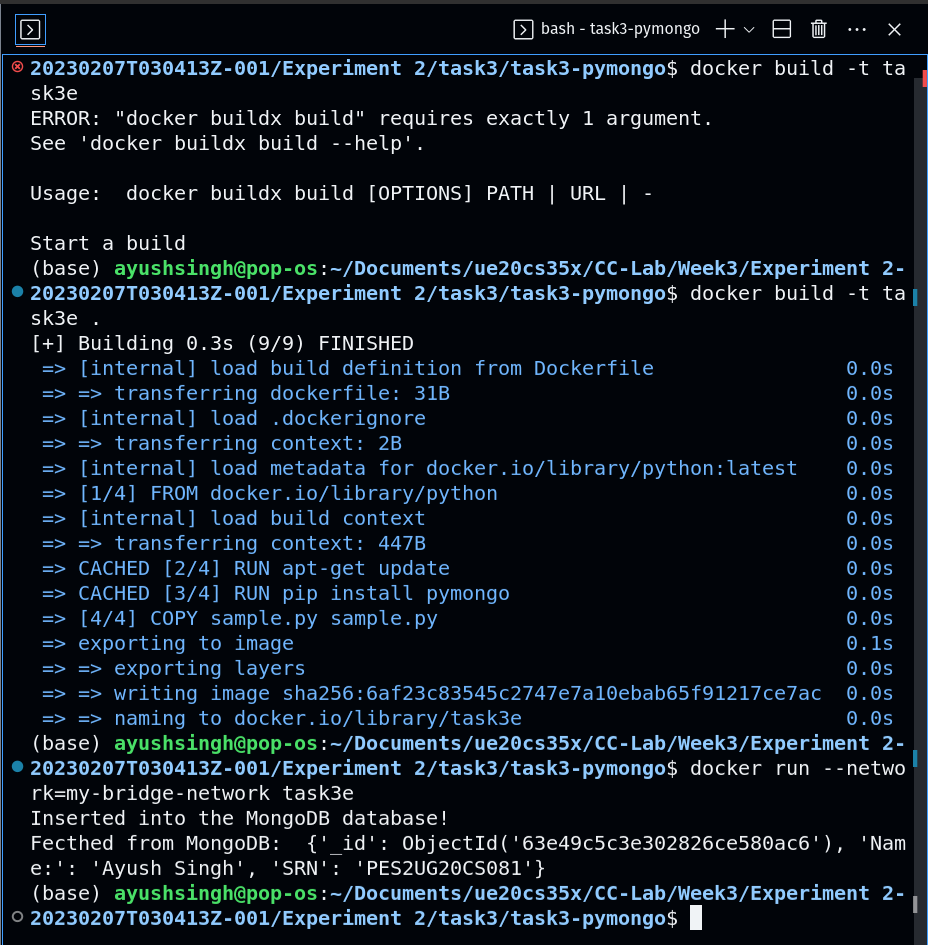 bash - task3-pymongo
20230207T030413Z-001/Experiment 2/task3/task3-pymongo$ docker build -t ta
sk3e
ERROR: "docker buildx build" requires exactly 1 argument.
See 'docker buildx build --help'.
Usage:  docker buildx build [OPTIONS] PATH | URL | -
Start a build
(base) ayushsingh@pop-os:~/Documents/ue20cs35x/CC-Lab/Week3/Experiment 2-
20230207T030413Z-001/Experiment 2/task3/task3-pymongo$ docker build -t ta
sk3e .
[+] Building 0.3s (9/9) FINISHED
=> [internal] load build definition from Dockerfile 0.0s
=> => transferring dockerfile: 31B 0.0s
=> [internal] load .dockerignore 0.0s
=> => transferring context: 2B 0.0s
=> [internal] load metadata for docker.io/library/python:latest 0.0s
=> [1/4] FROM docker.io/library/python 0.0s
=> [internal] load build context 0.0s
=> => transferring context: 447B 0.0s
=> CACHED [2/4] RUN apt-get update 0.0s
=> CACHED [3/4] RUN pip install pymongo 0.0s
=> [4/4] COPY sample.py sample.py 0.0s
=> exporting to image 0.1s
=> => exporting layers 0.0s
=> => writing image sha256:6af23c83545c2747e7a10ebab65f91217ce7ac 0.0s
=> => naming to docker.io/library/task3e 0.0s
(base) ayushsingh@pop-os:~/Documents/ue20cs35x/CC-Lab/Week3/Experiment 2-
20230207T030413Z-001/Experiment 2/task3/task3-pymongo$ docker run --netwo
rk=my-bridge-network task3e
Inserted into the MongoDB database!
Fecthed from MongoDB:  {'_id': ObjectId('63e49c5c3e302826ce580ac6'), 'Nam
e:': 'Ayush Singh', 'SRN': 'PES2UG20CS081'}
(base) ayushsingh@pop-os:~/Documents/ue20cs35x/CC-Lab/Week3/Experiment 2-
20230207T030413Z-001/Experiment 2/task3/task3-pymongo$